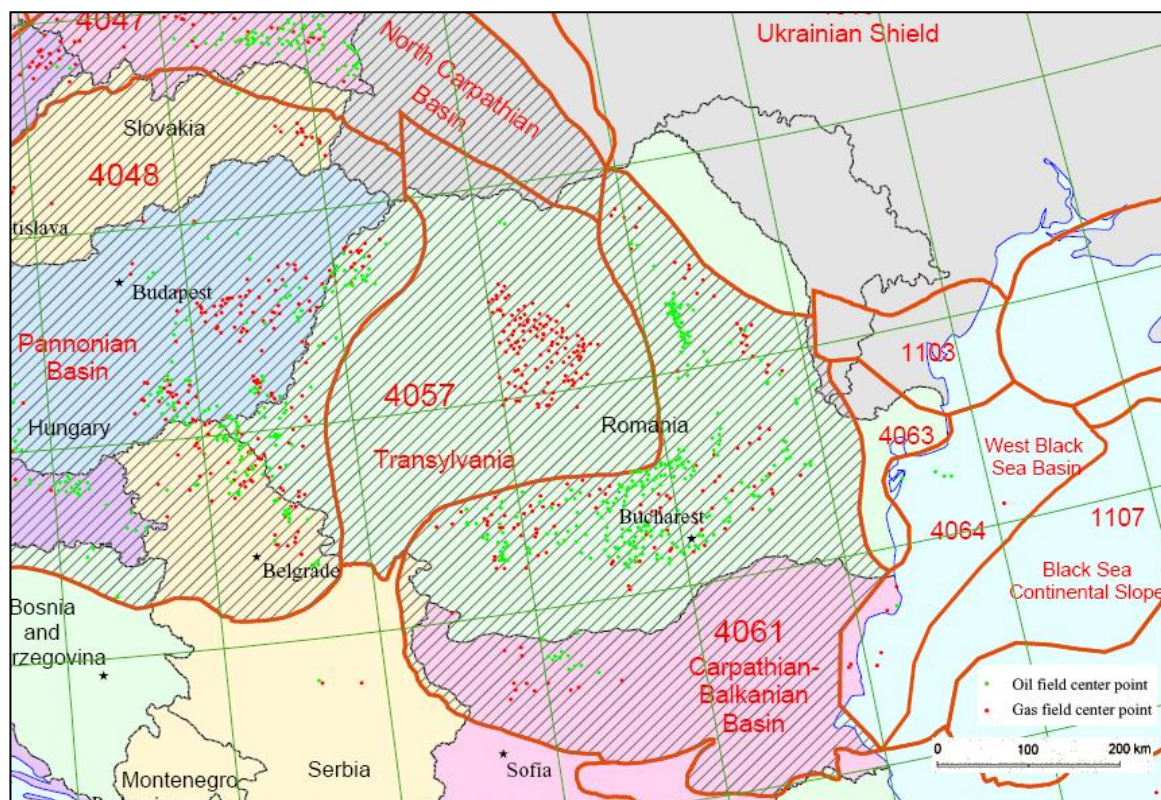 4047
Ukrainian Shield
North Carpathian
Basin
Slovakia
4048
tislava
Budapest
Pannonian
Basin
1103
4057
Hungary
Romania
4063
Transylvania
West Black
Sea Basin
Bucharest
4064
1107
Belgrade
Black Sea
Continental Slope
Bosnia
and
rzegovina
4061
Carpathian-
Balkanian
Basin
Oil field center point
Gas field center point
0 100 200 km
Sofia
Serbia
Montenegro